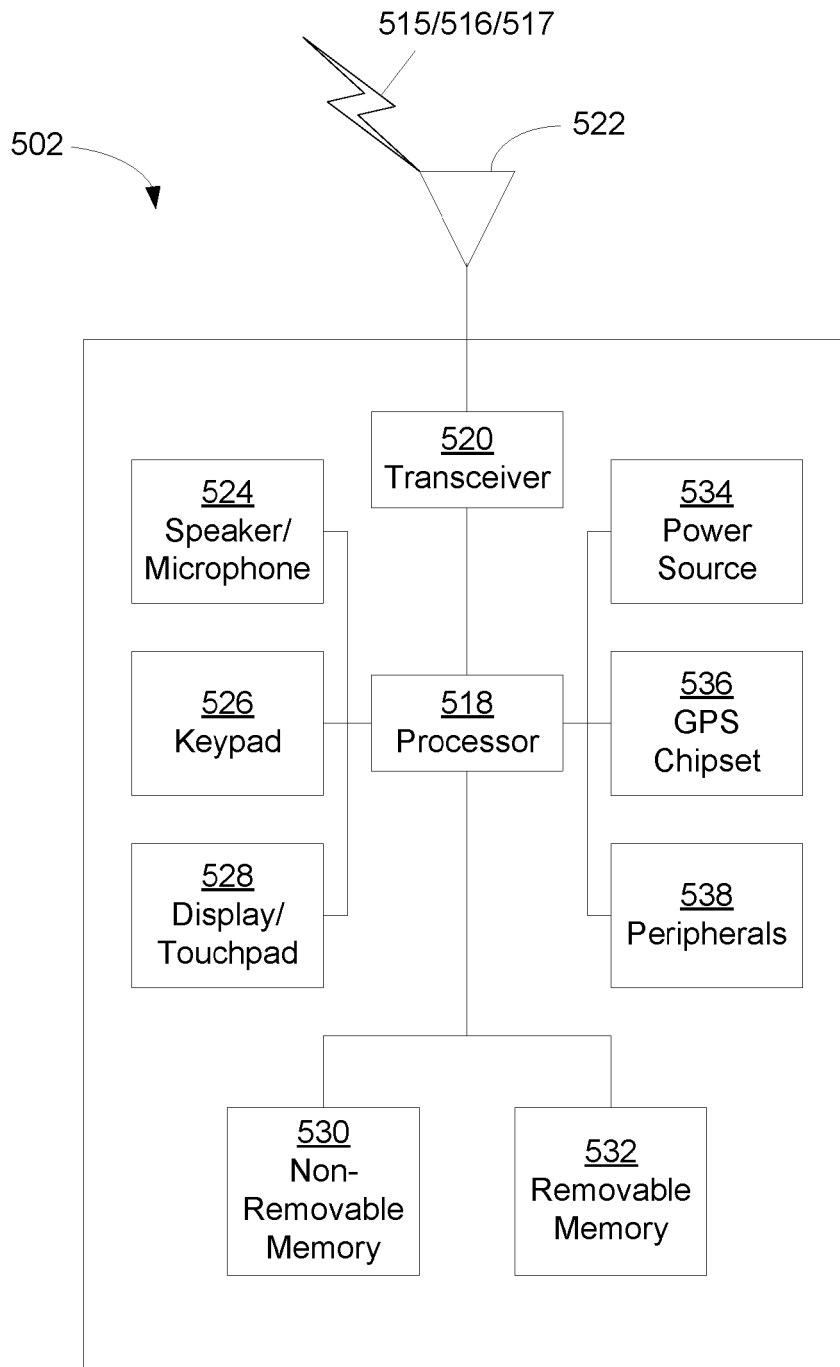 515/516/517
522
502
520
Transceiver
524
Speaker/
Microphone
534
Power
Source
526
Keypad
518
Processor
536
GPS
Chipset
528
Display/
Touchpad
538
Peripherals
530
Non-
Removable
Memory
532
Removable
Memory